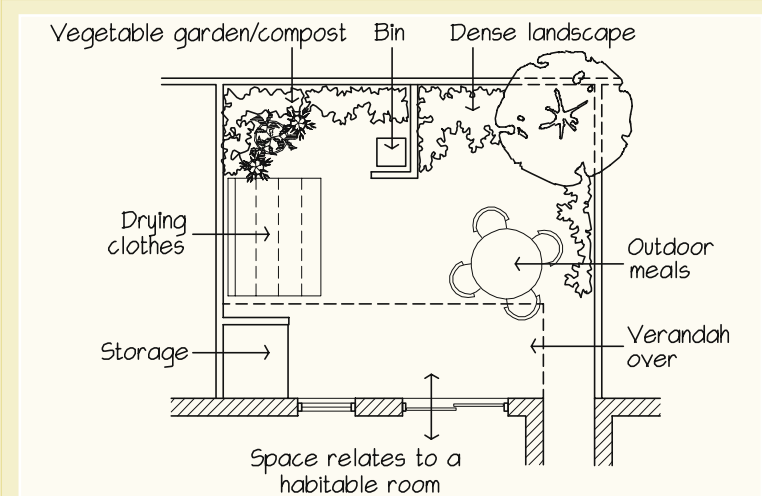 Vegetable garden/compost
Bin
Dense landscape
Drying
clothes
Outdoor
meals
Storage
Verandah
over
Space relates to a
habitable room